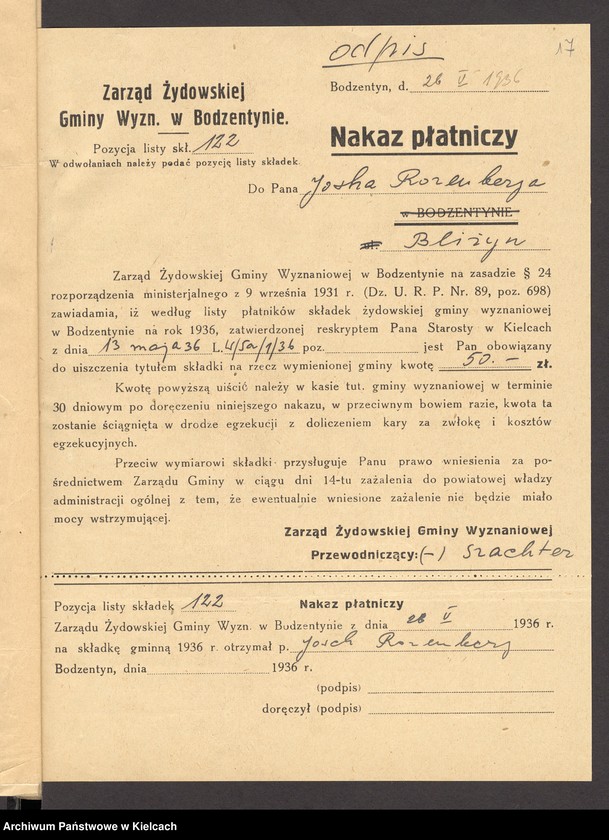 odpis
17
Zarząd Żydowskiej
Gminy Wyzn. w Bodzentynie.
Bodzentyn, d. 26 V 1936
Pozycja listy skł. 122
W odwołaniach należy podać pozycję listy składek.
Nakaz płatniczy
Do Pana Joska Rozenberga
w BODZENTYNIE
ul. Bliżyn
Zarząd Żydowskiej Gminy Wyznaniowej w Bodzentynie na zasadzie § 24
rozporządzenia ministerjalnego z 9 września 1931 r. (Dz. U. R. P. Nr. 89, poz. 698)
zawiadamia, iż według listy płatników składek żydowskiej gminy wyznaniowej
w Bodzentynie na rok 1936, zatwierdzonej reskryptem Pana Starosty w Kielcach
z dnia 13 maja 36 L. 4/5a/1/36 poz. jest Pan obowiązany
do uiszczenia tytułem składki na rzecz wymienionej gminy kwotę 50.— zł.
Kwotę powyższą uiścić należy w kasie tut. gminy wyznaniowej w terminie
30 dniowym po doręczeniu niniejszego nakazu, w przeciwnym bowiem razie, kwota ta
zostanie ściągnięta w drodze egzekucji z doliczeniem kary za zwłokę i kosztów
egzekucyjnych.
Przeciw wymiarowi składki przysługuje Panu prawo wniesienia za po-
średnictwem Zarządu Gminy w ciągu dni 14-tu zażalenia do powiatowej władzy
administracji ogólnej z tem, że ewentualnie wniesione zażalenie nie będzie miało
mocy wstrzymującej.
Zarząd Żydowskiej Gminy Wyznaniowej
Przewodniczący: (-) Szachter
Pozycja listy składek 122 Nakaz płatniczy
Zarządu Żydowskiej Gminy Wyzn. w Bodzentynie z dnia 26 V 1936 r.
na składkę gminną 1936 r. otrzymał p. Josek Rozenberg
Bodzentyn, dnia 1936 r.
(podpis)
doręczył (podpis)
Archiwum Państwowe w Kielcach